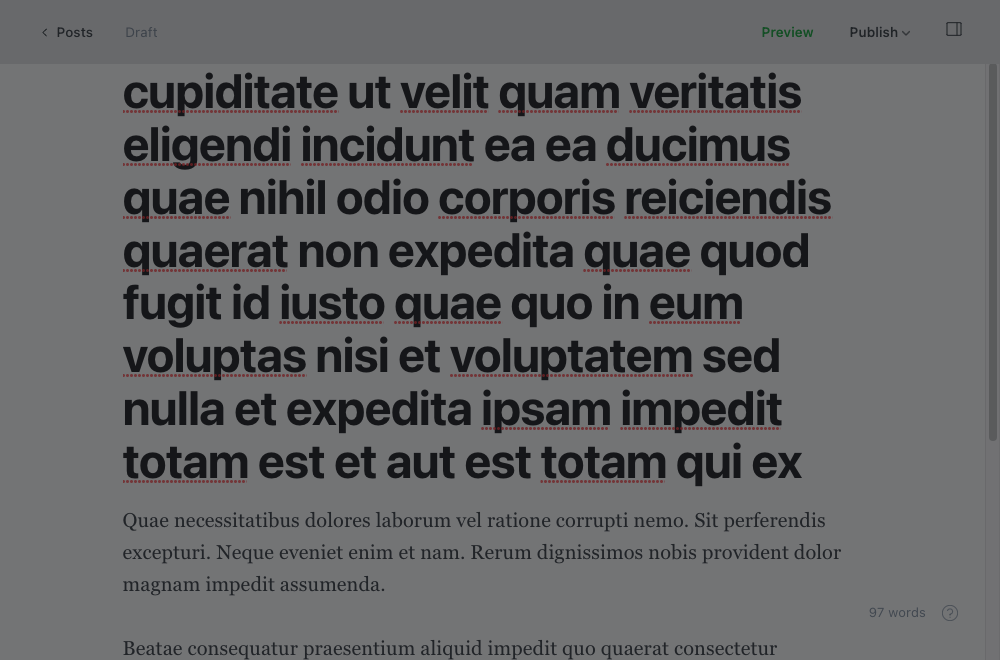 Posts
Draft
Preview
Publish
cupiditate ut velit quam veritatis
eligendi incidunt ea ea ducimus
quae nihil odio corporis reiciendis
quaerat non expedita quae quod
fugit id iusto quae quo in eum
voluptas nisi et voluptatem sed
nulla et expedita ipsam impedit
totam est et aut est totam qui ex
Quae necessitatibus dolores laborum vel ratione corrupti nemo. Sit perferendis
excepturi. Neque eveniet enim et nam. Rerum dignissimos nobis provident dolor
magnam impedit assumenda.
97 words
?
Beatae consequatur praesentium aliquid impedit quo quaerat consectetur